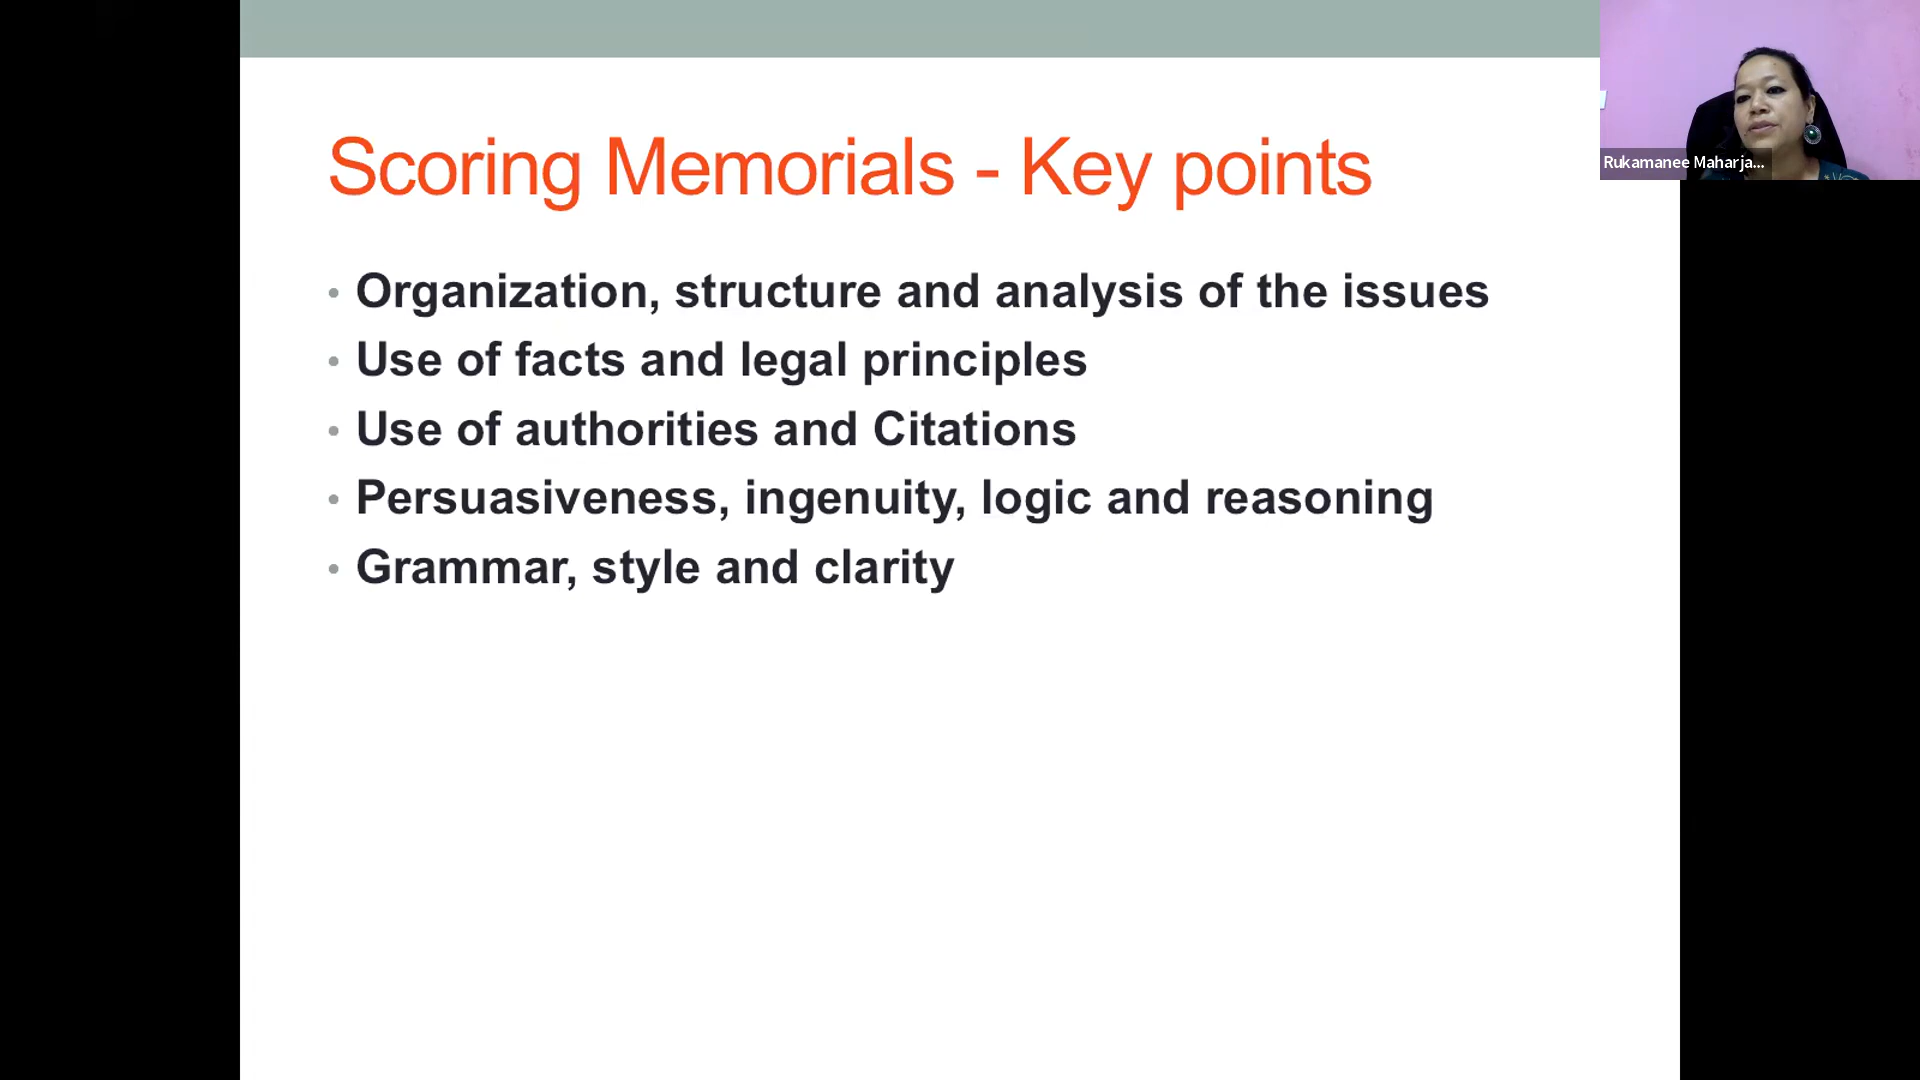 Scoring Memorials - Key points
• Organization, structure and analysis of the issues
• Use of facts and legal principles
• Use of authorities and Citations
• Persuasiveness, ingenuity, logic and reasoning
• Grammar, style and clarity
Rukamanee Maharja...